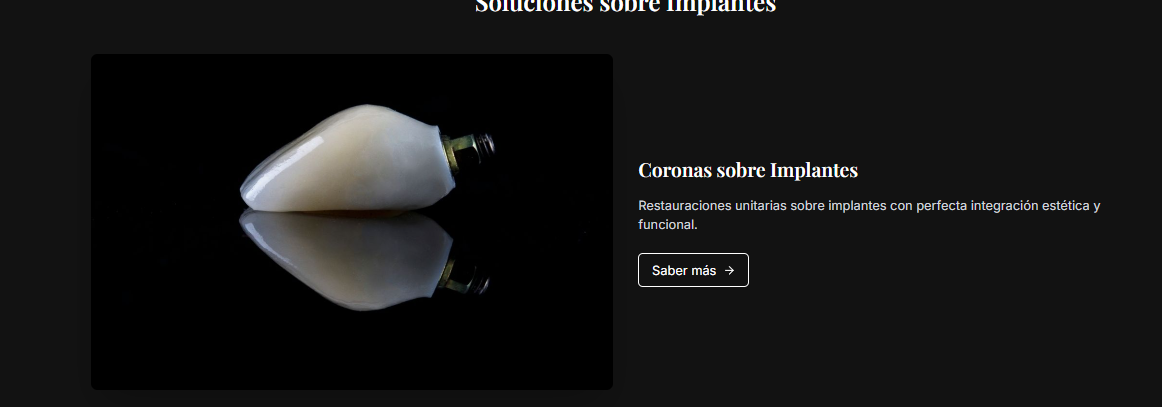 Soluciones sobre Implantes
Coronas sobre Implantes
Restauraciones unitarias sobre implantes con perfecta integración estética y
funcional.
Saber más →